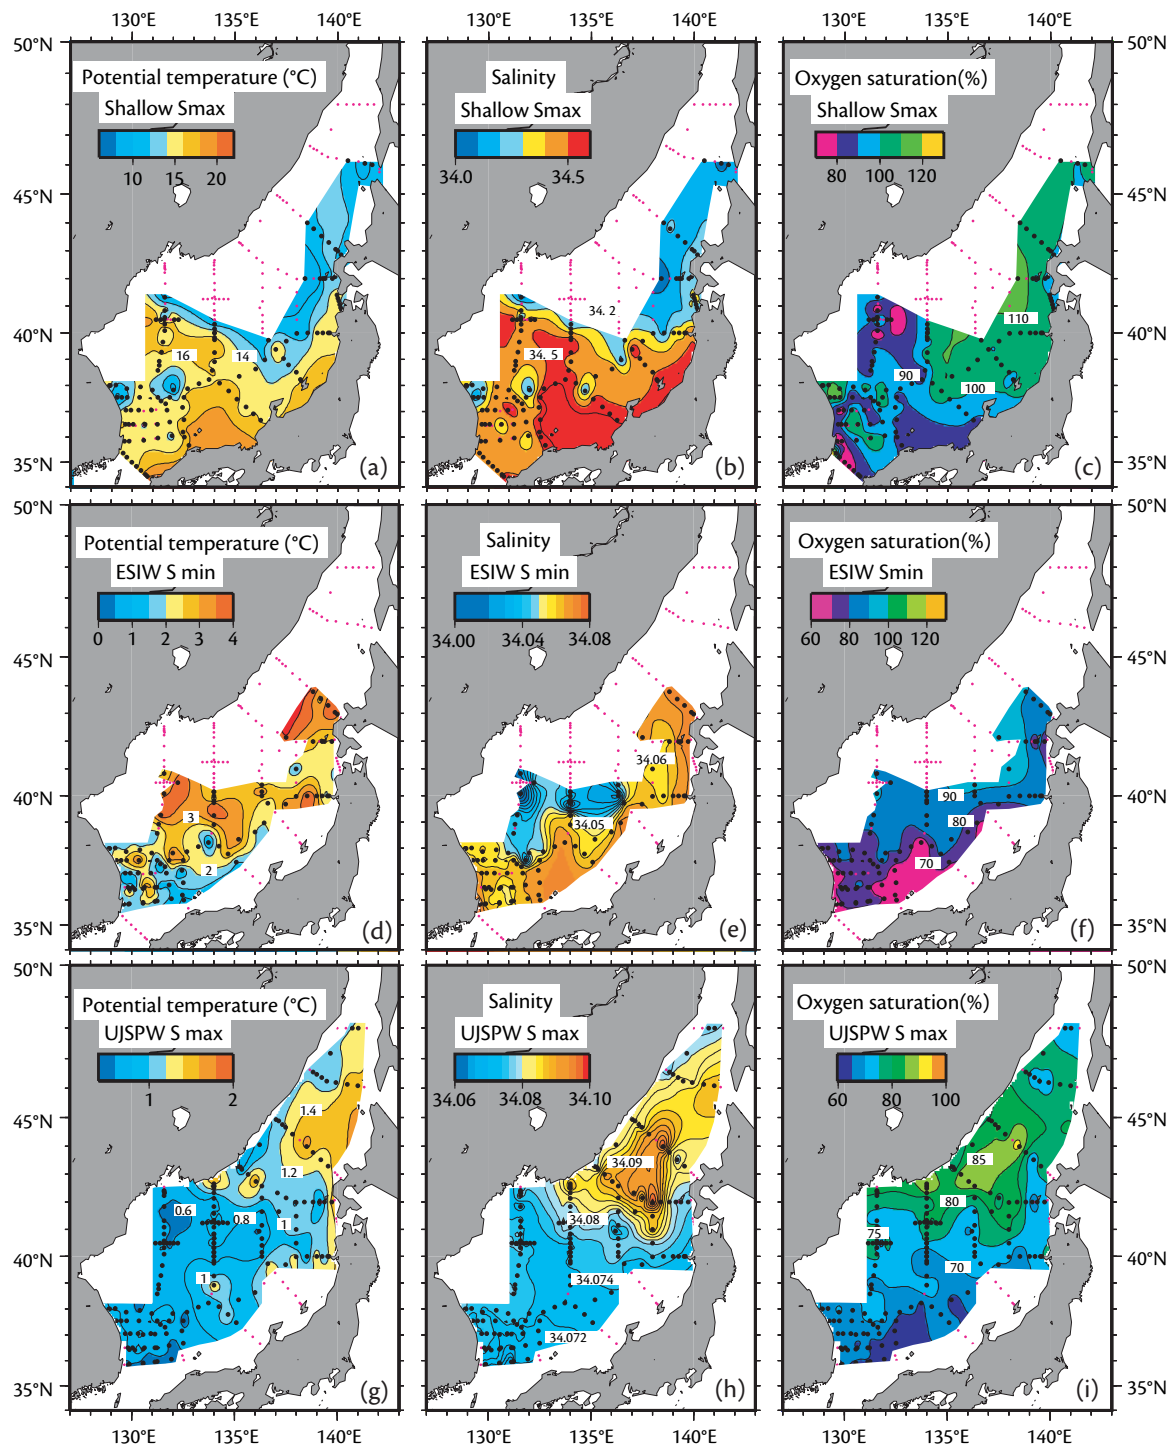 130°E 135°E 140°E 130°E 135°E 140°E 130°E 135°E 140°E
50°N 50°N
Potential temperature (°C)
Shallow Smax
10 15 20
Salinity
Shallow Smax
34.0 34.5
Oxygen saturation(%)
Shallow Smax
80 100 120
45°N 45°N
40°N 40°N
35°N 35°N
16 14
(a)
34. 2
34. 5
(b)
110
90
100
(c)
50°N 50°N
Potential temperature (°C)
ESIW S min
0 1 2 3 4
Salinity
ESIW S min
34.00 34.04 34.08
Oxygen saturation(%)
ESIW Smin
60 80 100 120
45°N 45°N
40°N 40°N
35°N 35°N
3
2
(d)
34.06
34.05
(e)
90
80
70
(f)
50°N 50°N
Potential temperature (°C)
UJSPW S max
1 2
Salinity
UJSPW S max
34.06 34.08 34.10
Oxygen saturation(%)
UJSPW S max
60 80 100
45°N 45°N
40°N 40°N
35°N 35°N
1.4
1.2
0.6 0.8 1
1
(g)
34.09
34.08
34.074
34.072
(h)
85
80
75
70
(i)
130°E 135°E 140°E 130°E 135°E 140°E 130°E 135°E 140°E